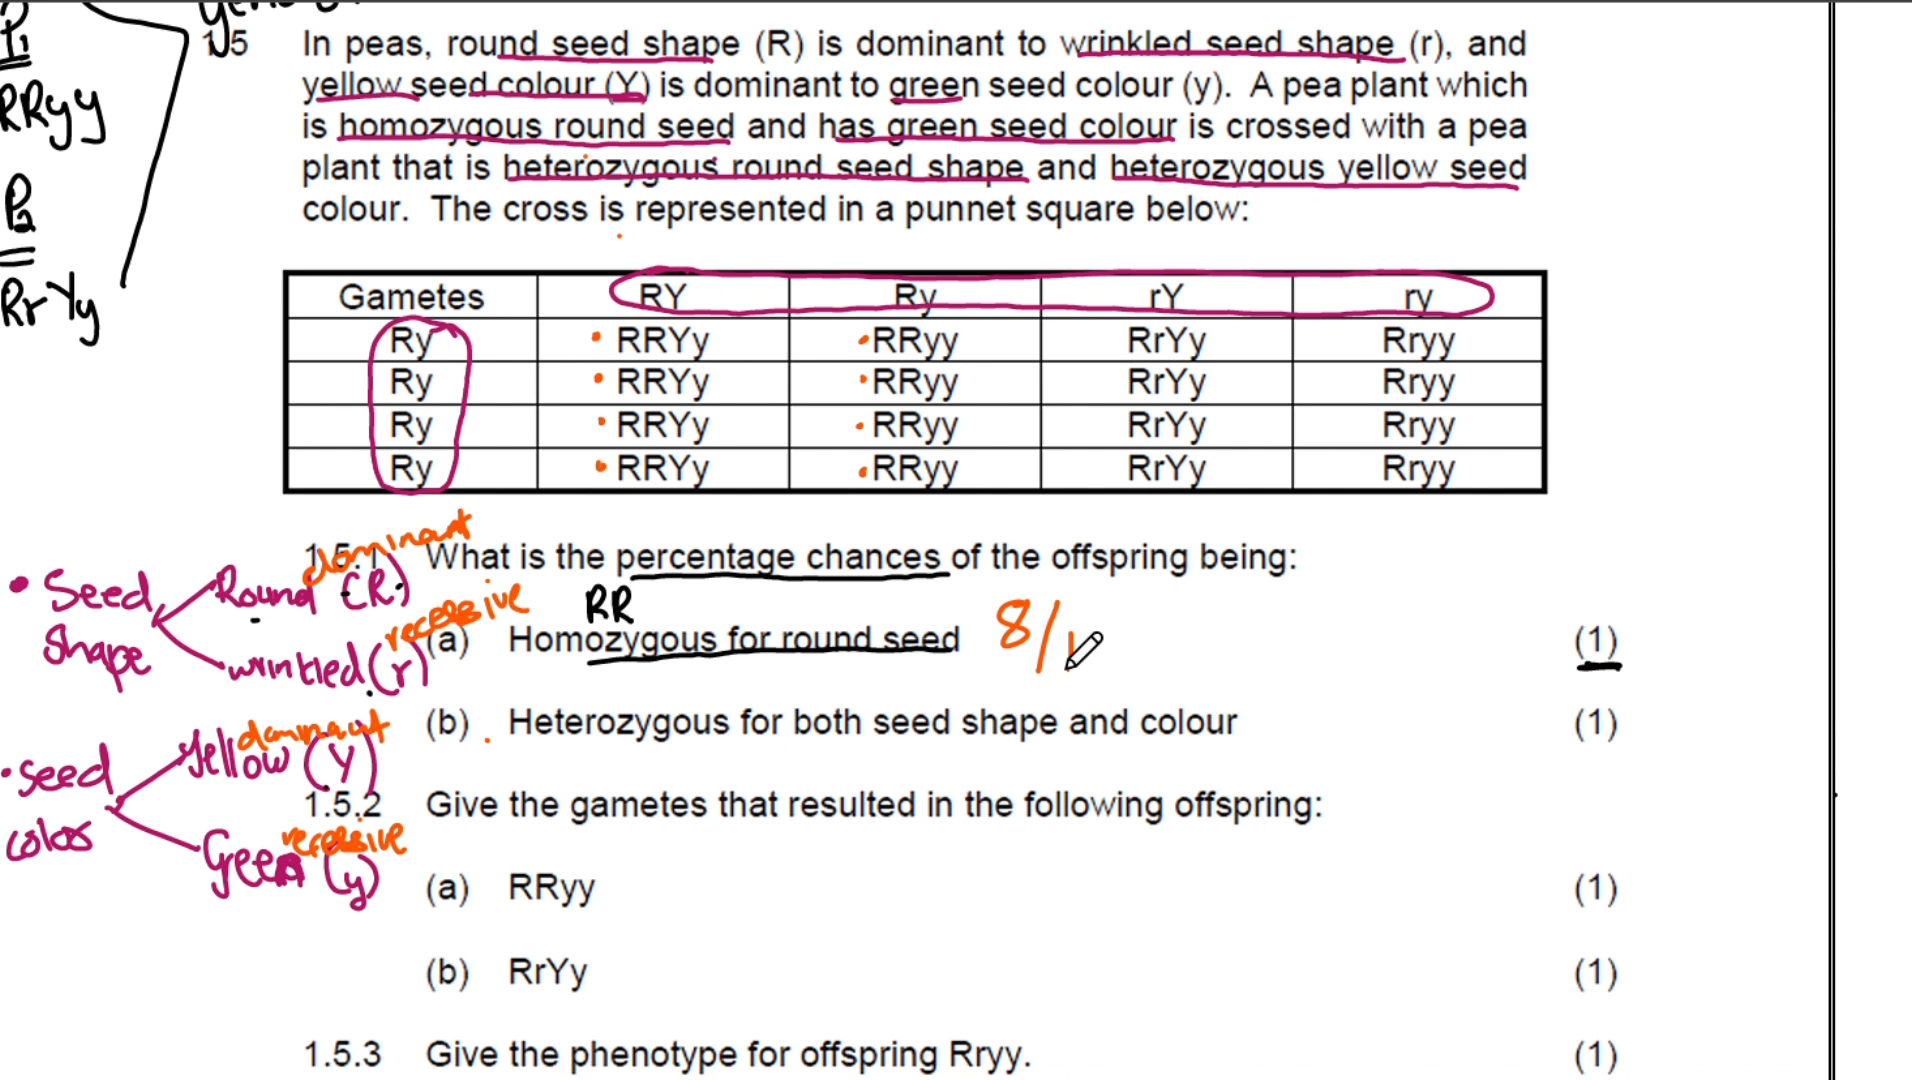 P1
RRyy
P2
RrYy
1.5 In peas, round seed shape (R) is dominant to wrinkled seed shape (r), and
yellow seed colour (Y) is dominant to green seed colour (y). A pea plant which
is homozygous round seed and has green seed colour is crossed with a pea
plant that is heterozygous round seed shape and heterozygous yellow seed
colour. The cross is represented in a punnet square below:
Gametes RY Ry rY ry
Ry RRYy RRyy RrYy Rryy
Ry RRYy RRyy RrYy Rryy
Ry RRYy RRyy RrYy Rryy
Ry RRYy RRyy RrYy Rryy
1.5.1 What is the percentage chances of the offspring being:
RR
(a) Homozygous for round seed 8/1 (1)
(b) Heterozygous for both seed shape and colour (1)
1.5.2 Give the gametes that resulted in the following offspring:
(a) RRyy (1)
(b) RrYy (1)
1.5.3 Give the phenotype for offspring Rryy. (1)
Seed shape
Round (R) dominant
wrinkled (r) recessive
seed color
Yellow (Y) dominant
Green (y) recessive